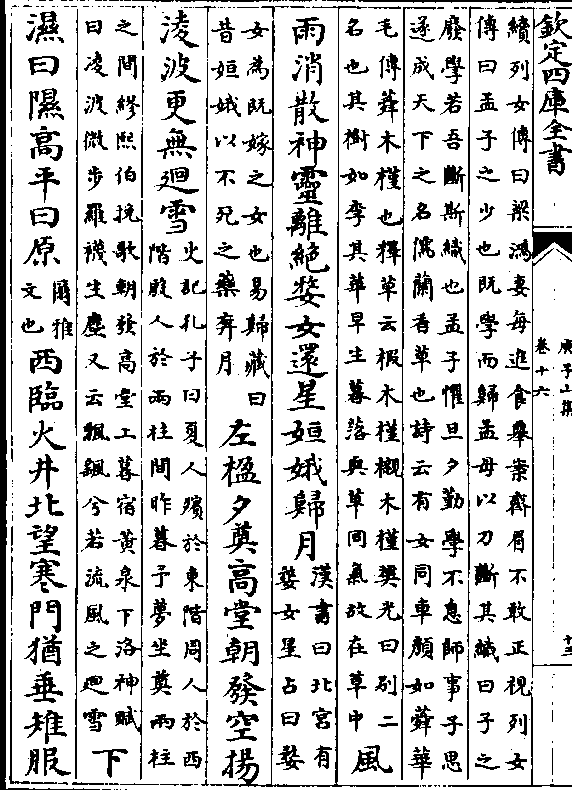 欽定四庫全書
庾子山集
卷十六
續列女傳曰梁鴻妻每進食舉案齊眉不敢正視列女
傳曰孟子之少也既學而歸孟母以刀斷其織曰子之
廢學若吾斷斯織也孟子懼旦夕勤學不息師事子思
遂成天下之名儒蘭香草也詩云有女同車顔如蕣華
毛傳蕣木槿也釋草云椵木槿櫬木槿樊光曰别二
名也其樹如李其華早生暮落與草同氣故在草中
風
雨消散神靈離絶婺女還星姮娥歸月
漢書曰北宫有
婺女星占曰婺
女為既嫁之女也易歸藏曰
昔姮娥以不死之藥奔月
左楹夕奠高堂朝發空揚
淩波更無迴雪
史記孔子曰夏人殯於東階周人於西
階殷人於兩柱間昨暮予夢坐奠兩柱
之間繆熙伯挽歌朝發高堂上暮宿黄泉下洛神賦
曰凌波微步羅襪生塵又云飄飖兮若流風之迴雪
下
濕曰隰高平曰原
爾雅
文也
西臨火井北望寒門猶垂雉服